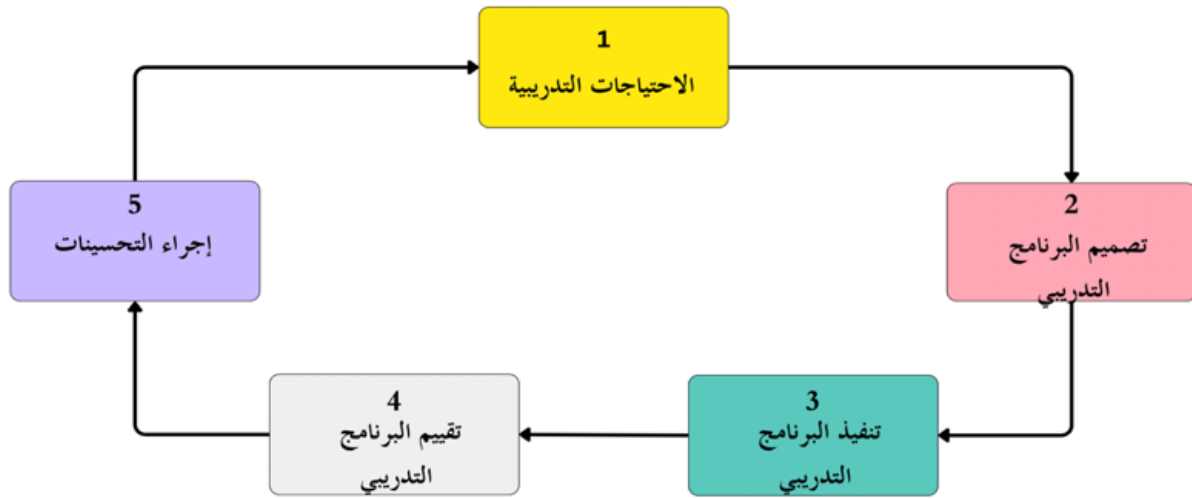 1
الاحتياجات التدريبية
2
تصميم البرنامج
التدريبي
3
تنفيذ البرنامج
التدريبي
4
تقييم البرنامج
التدريبي
5
إجراء التحسينات